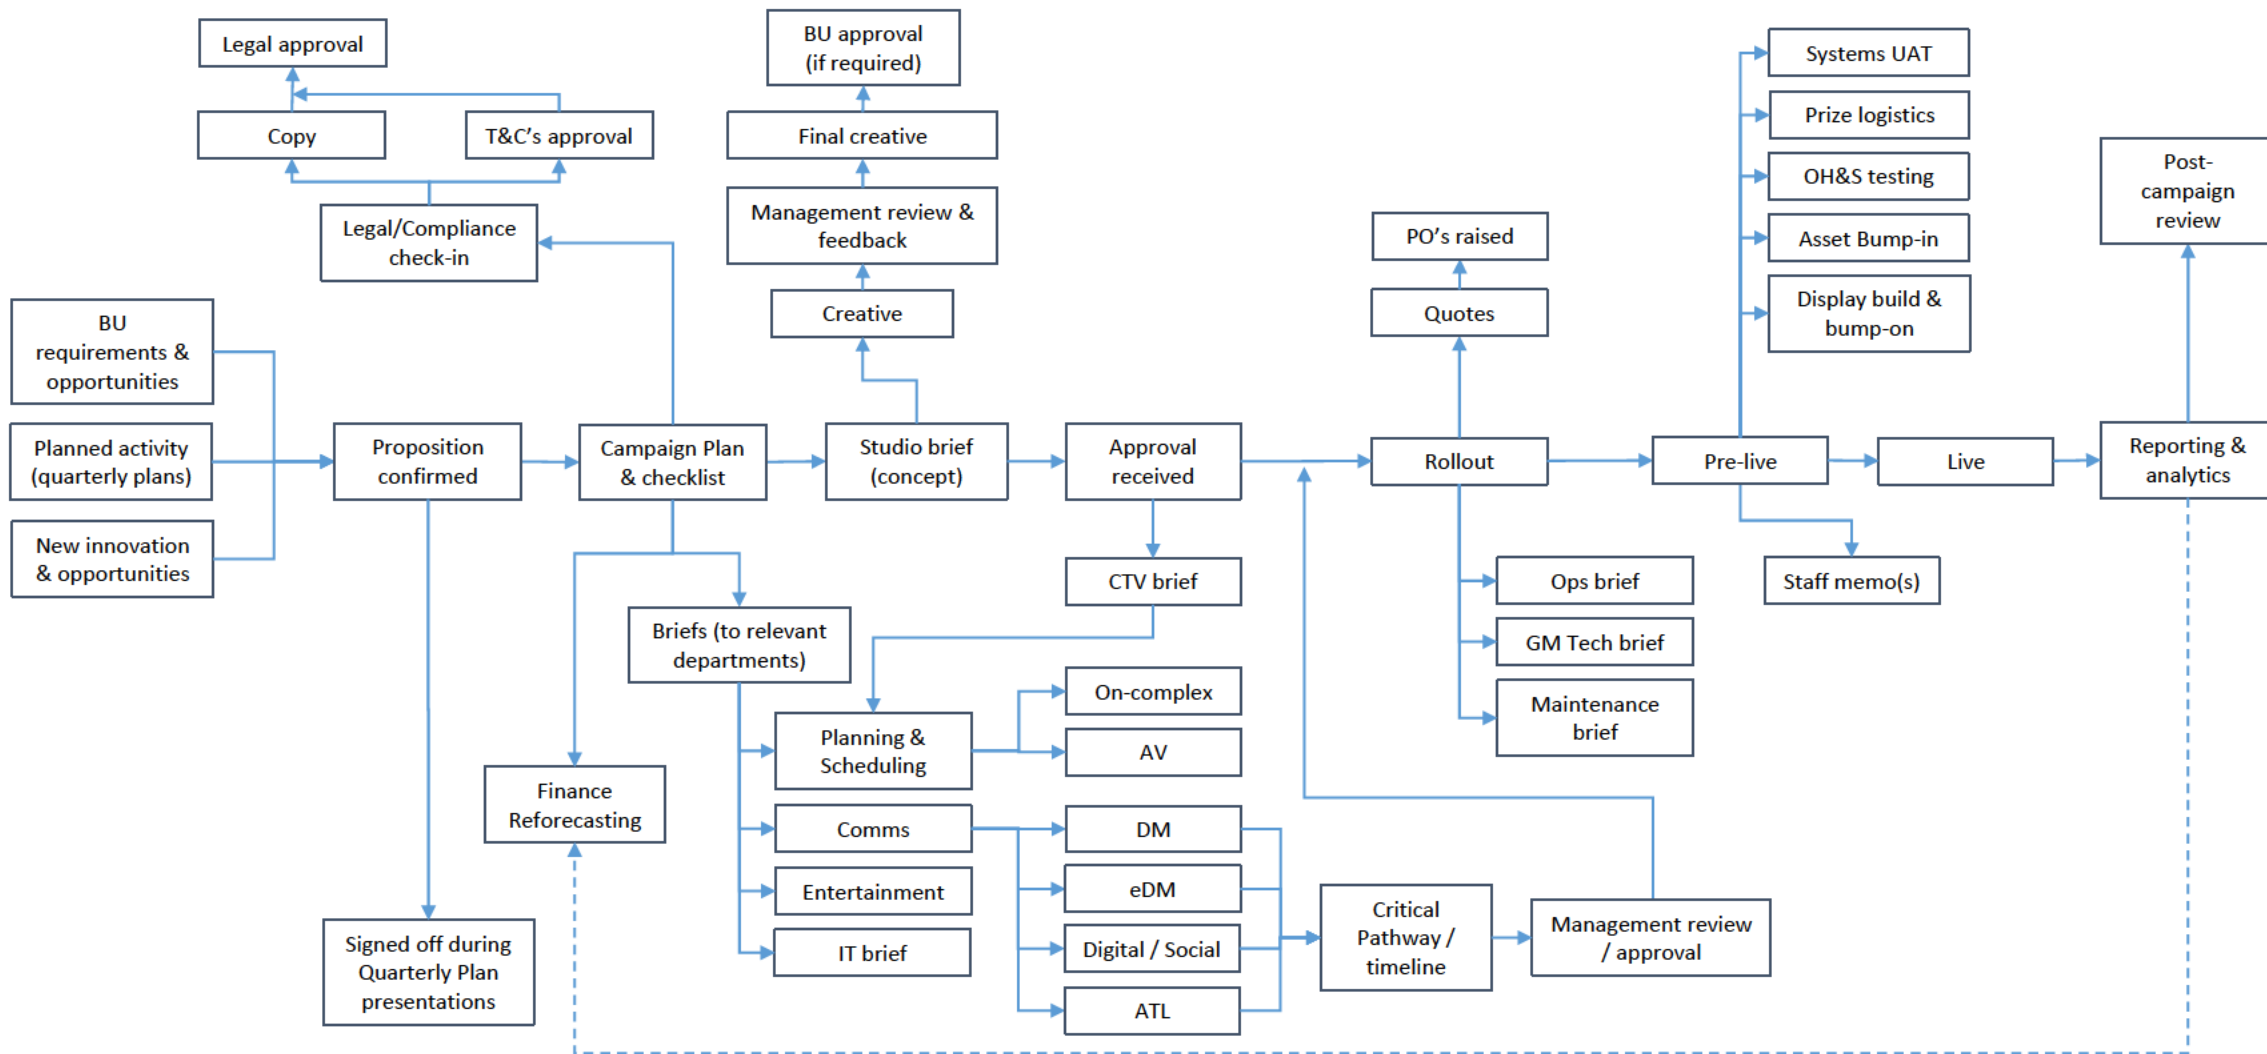 Legal approval
BU approval
(if required)
Systems UAT
Copy
T&C's approval
Final creative
Prize logistics
Post-
campaign
review
OH&S testing
Legal/Compliance
check-in
Management review &
feedback
PO's raised
Asset Bump-in
Creative
Quotes
Display build &
bump-on
BU
requirements &
opportunities
Planned activity
(quarterly plans)
New innovation
& opportunities
Proposition
confirmed
Campaign Plan
& checklist
Studio brief
(concept)
Approval
received
Rollout
Pre-live
Live
Reporting &
analytics
CTV brief
Ops brief
Staff memo(s)
Briefs (to relevant
departments)
GM Tech brief
Maintenance
brief
Planning &
Scheduling
On-complex
AV
Finance
Reforecasting
Comms
DM
Entertainment
eDM
IT brief
Digital / Social
ATL
Critical
Pathway /
timeline
Management review
/ approval
Signed off during
Quarterly Plan
presentations